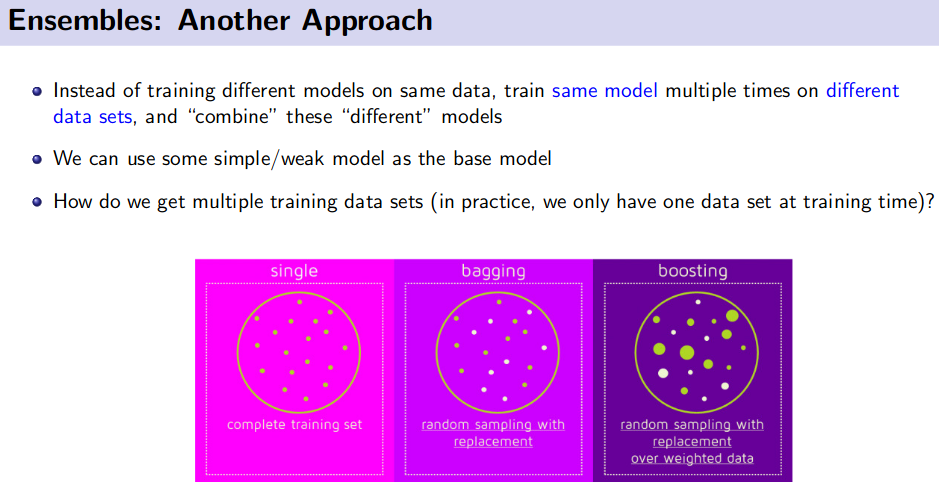 Ensembles: Another Approach
Instead of training different models on same data, train same model multiple times on different
data sets, and “combine” these “different” models
We can use some simple/weak model as the base model
How do we get multiple training data sets (in practice, we only have one data set at training time)?
single
complete training set
bagging
random sampling with
replacement
boosting
random sampling with
replacement
over weighted data